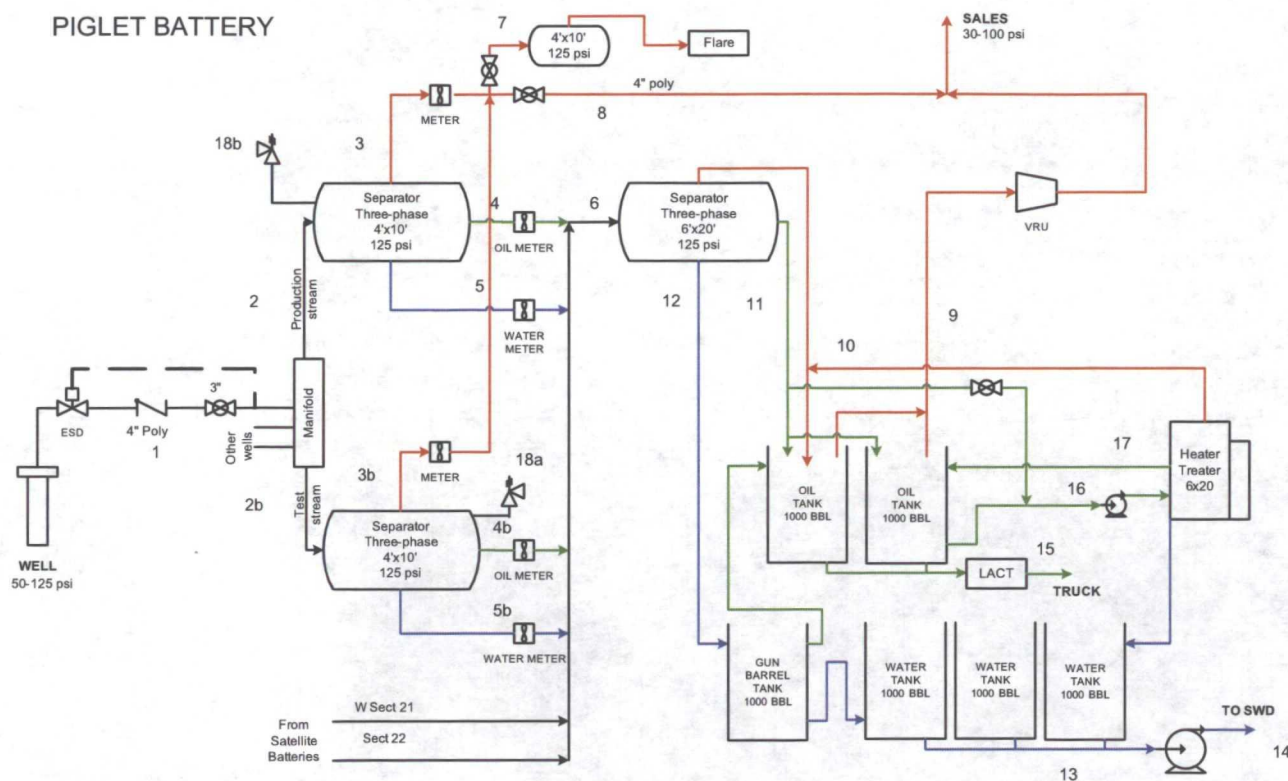 PIGLET BATTERY
7
4'x10'
125 psi
Flare
SALES
30-100 psi
METER
4" poly
8
18b
3
Separator
Three-phase
4'x10'
125 psi
4
OIL METER
6
Separator
Three-phase
6'x20'
125 psi
VRU
2
Production
stream
5
WATER
METER
12
11
9
10
3"
ESD
4" Poly
1
Other
wells
Manifold
METER
18a
3b
2b
Test
stream
Separator
Three-phase
4'x10'
125 psi
4b
OIL METER
5b
WATER METER
WELL
50-125 psi
OIL
TANK
1000 BBL
OIL
TANK
1000 BBL
17
16
Heater
Treater
6x20
15
LACT
TRUCK
GUN
BARREL
TANK
1000 BBL
WATER
TANK
1000 BBL
WATER
TANK
1000 BBL
WATER
TANK
1000 BBL
W Sect 21
From
Satellite
Batteries
Sect 22
TO SWD
14
13